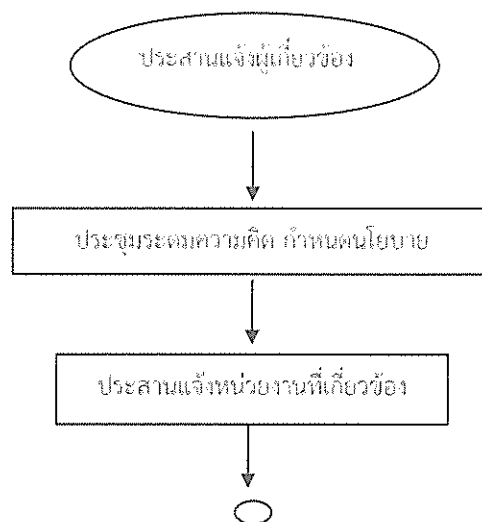 ประสานแจ้งผู้เกี่ยวข้อง
ประชุมระดมความคิด กำหนดนโยบาย
ประสานแจ้งหน่วยงานที่เกี่ยวข้อง